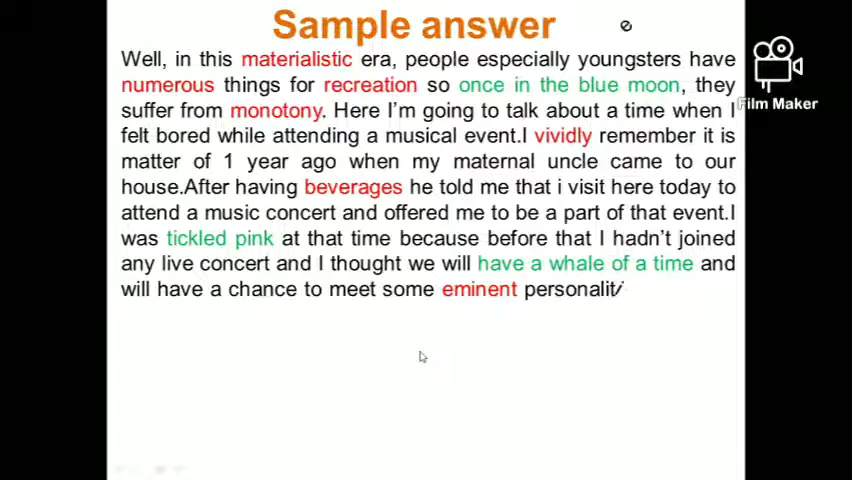 Sample answer
Well, in this materialistic era, people especially youngsters have
numerous things for recreation so once in the blue moon, they
suffer from monotony. Here I'm going to talk about a time when I
felt bored while attending a musical event.I vividly remember it is
matter of 1 year ago when my maternal uncle came to our
house.After having beverages he told me that i visit here today to
attend a music concert and offered me to be a part of that event.I
was tickled pink at that time because before that I hadn't joined
any live concert and I thought we will have a whale of a time and
will have a chance to meet some eminent
Film Maker